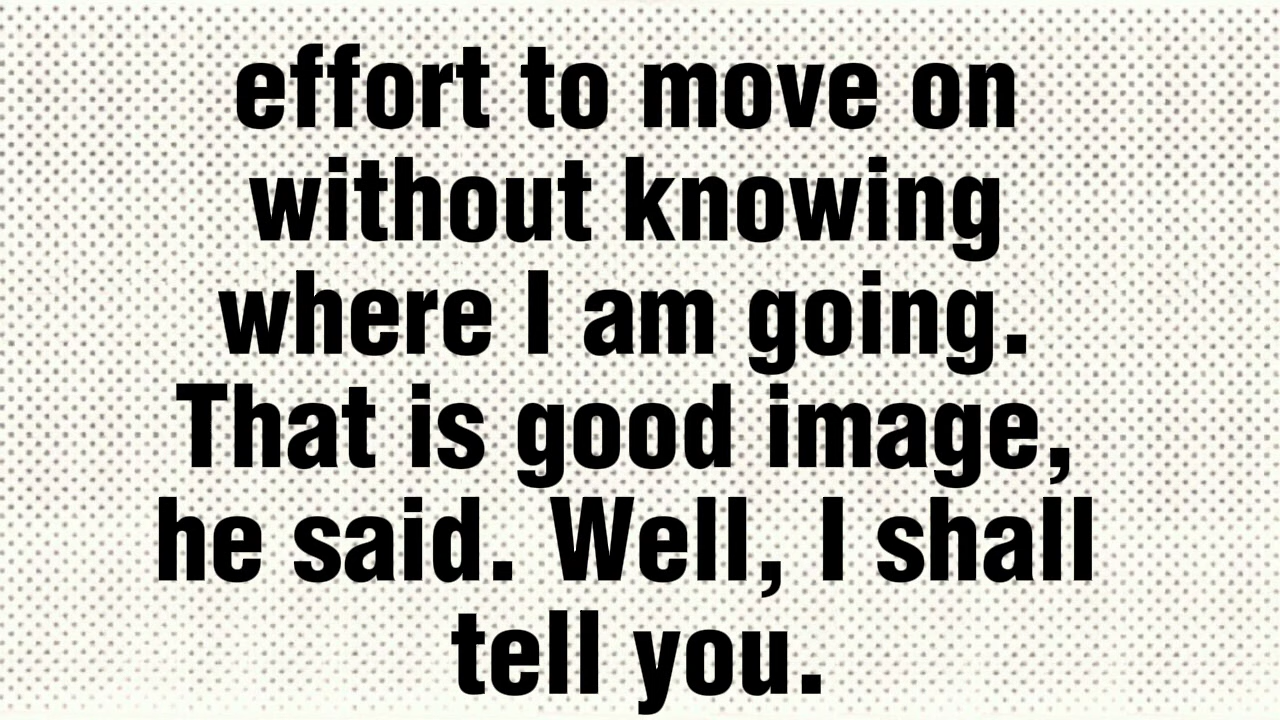 effort to move on
without knowing
where I am going.
That is good image,
he said. Well, I shall
tell you.